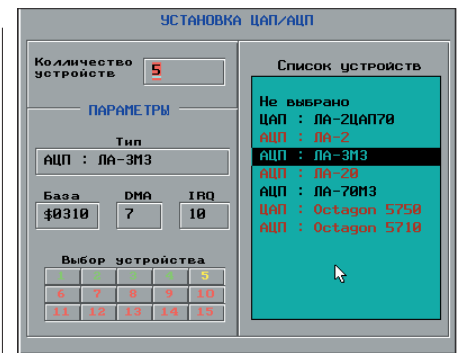 УСТАНОВКА ЦАП/АЦП
Колличество
устройств
5
ПАРАМЕТРЫ
Тип
АЦП : ЛА-3М3
База DMA IRQ
$0310 7 10
Выбор устройства
1 2 3 4 5
6 7 8 9 10
11 12 13 14 15
Список устройств
Не выбрано
ЦАП : ЛА-2ЦАП70
АЦП : ЛА-2
АЦП : ЛА-3М3
АЦП : ЛА-20
АЦП : ЛА-70М3
ЦАП : Octagon 5750
АЦП : Octagon 5710